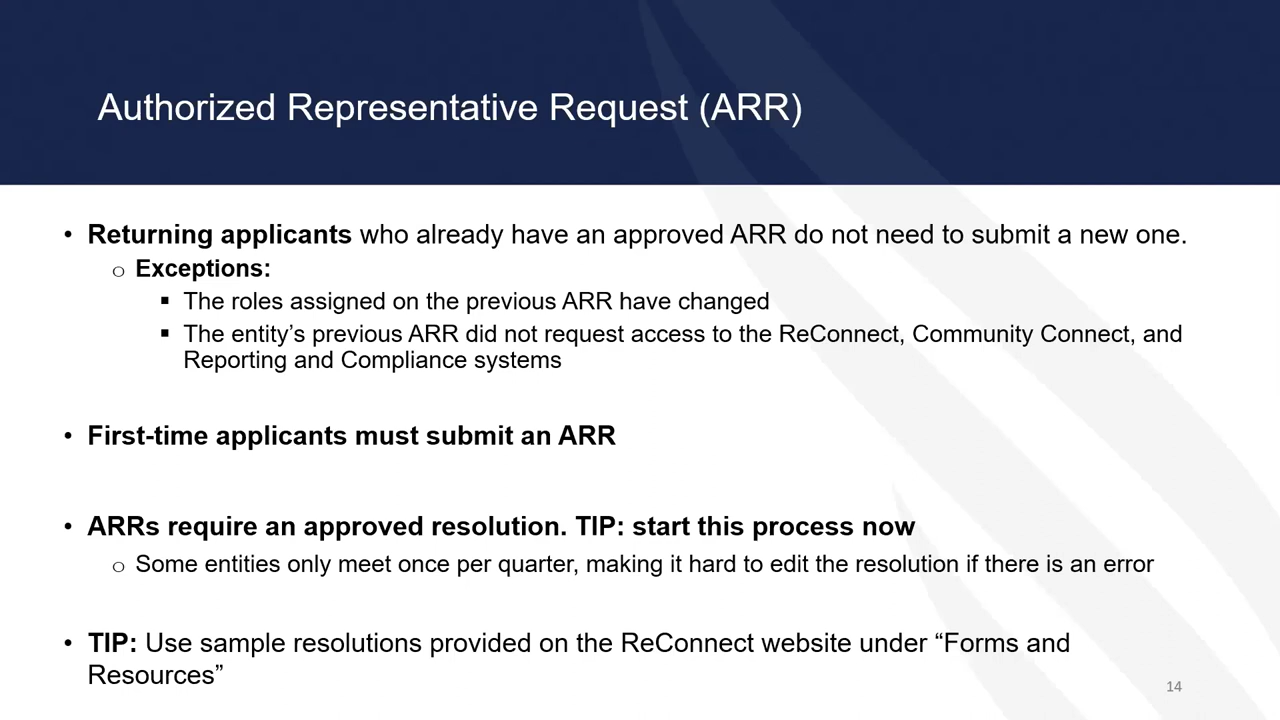 Authorized Representative Request (ARR)
• Returning applicants who already have an approved ARR do not need to submit a new one.
o Exceptions:
▪ The roles assigned on the previous ARR have changed
▪ The entity’s previous ARR did not request access to the ReConnect, Community Connect, and
Reporting and Compliance systems
• First-time applicants must submit an ARR
• ARRs require an approved resolution. TIP: start this process now
o Some entities only meet once per quarter, making it hard to edit the resolution if there is an error
• TIP: Use sample resolutions provided on the ReConnect website under “Forms and
Resources”
14